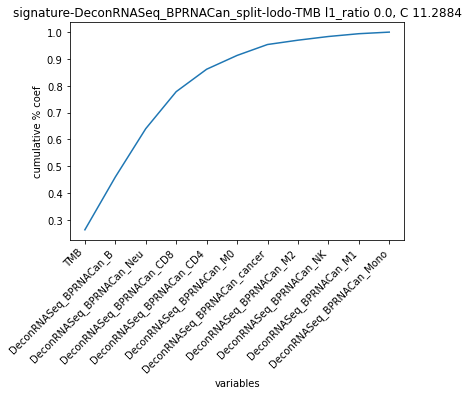 signature-DeconRNASeq_BPRNACan_split-lodo-TMB l1_ratio 0.0, C 11.2884
cumulative % coef
1.0
0.9
0.8
0.7
0.6
0.5
0.4
0.3
TMB
DeconRNASeq_BPRNACan_B
DeconRNASeq_BPRNACan_Neu
DeconRNASeq_BPRNACan_CD8
DeconRNASeq_BPRNACan_CD4
DeconRNASeq_BPRNACan_M0
DeconRNASeq_BPRNACan_cancer
DeconRNASeq_BPRNACan_M2
DeconRNASeq_BPRNACan_NK
DeconRNASeq_BPRNACan_M1
DeconRNASeq_BPRNACan_Mono
variables